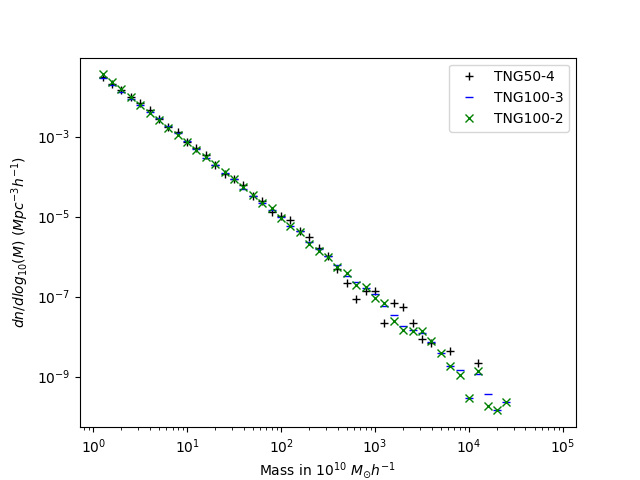 TNG50-4
TNG100-3
TNG100-2
10⁻³
10⁻⁵
10⁻⁷
10⁻⁹
dn/dlog₁₀(M) (Mpc⁻³h⁻¹)
10⁰ 10¹ 10² 10³ 10⁴ 10⁵
Mass in 10¹⁰ M⊙h⁻¹